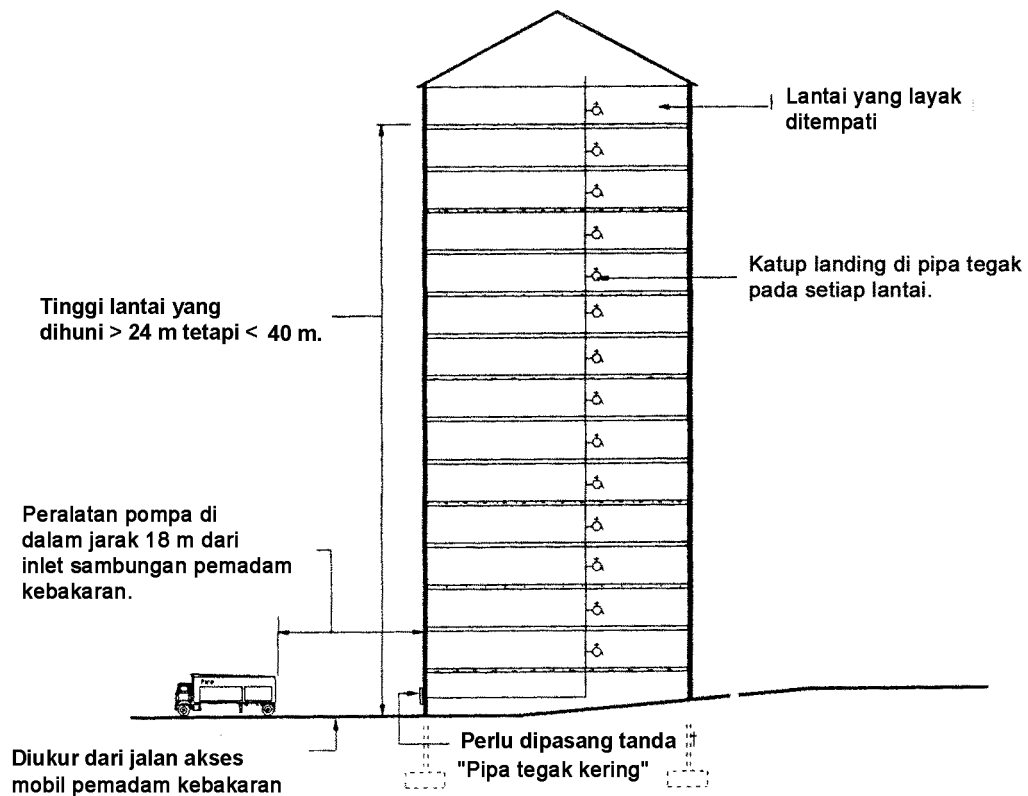 Lantai yang layak
ditempati
Katup landing di pipa tegak
pada setiap lantai.
Tinggi lantai yang
dihuni > 24 m tetapi < 40 m.
Peralatan pompa di
dalam jarak 18 m dari
inlet sambungan pemadam
kebakaran.
Diukur dari jalan akses
mobil pemadam kebakaran
Perlu dipasang tanda
"Pipa tegak kering"